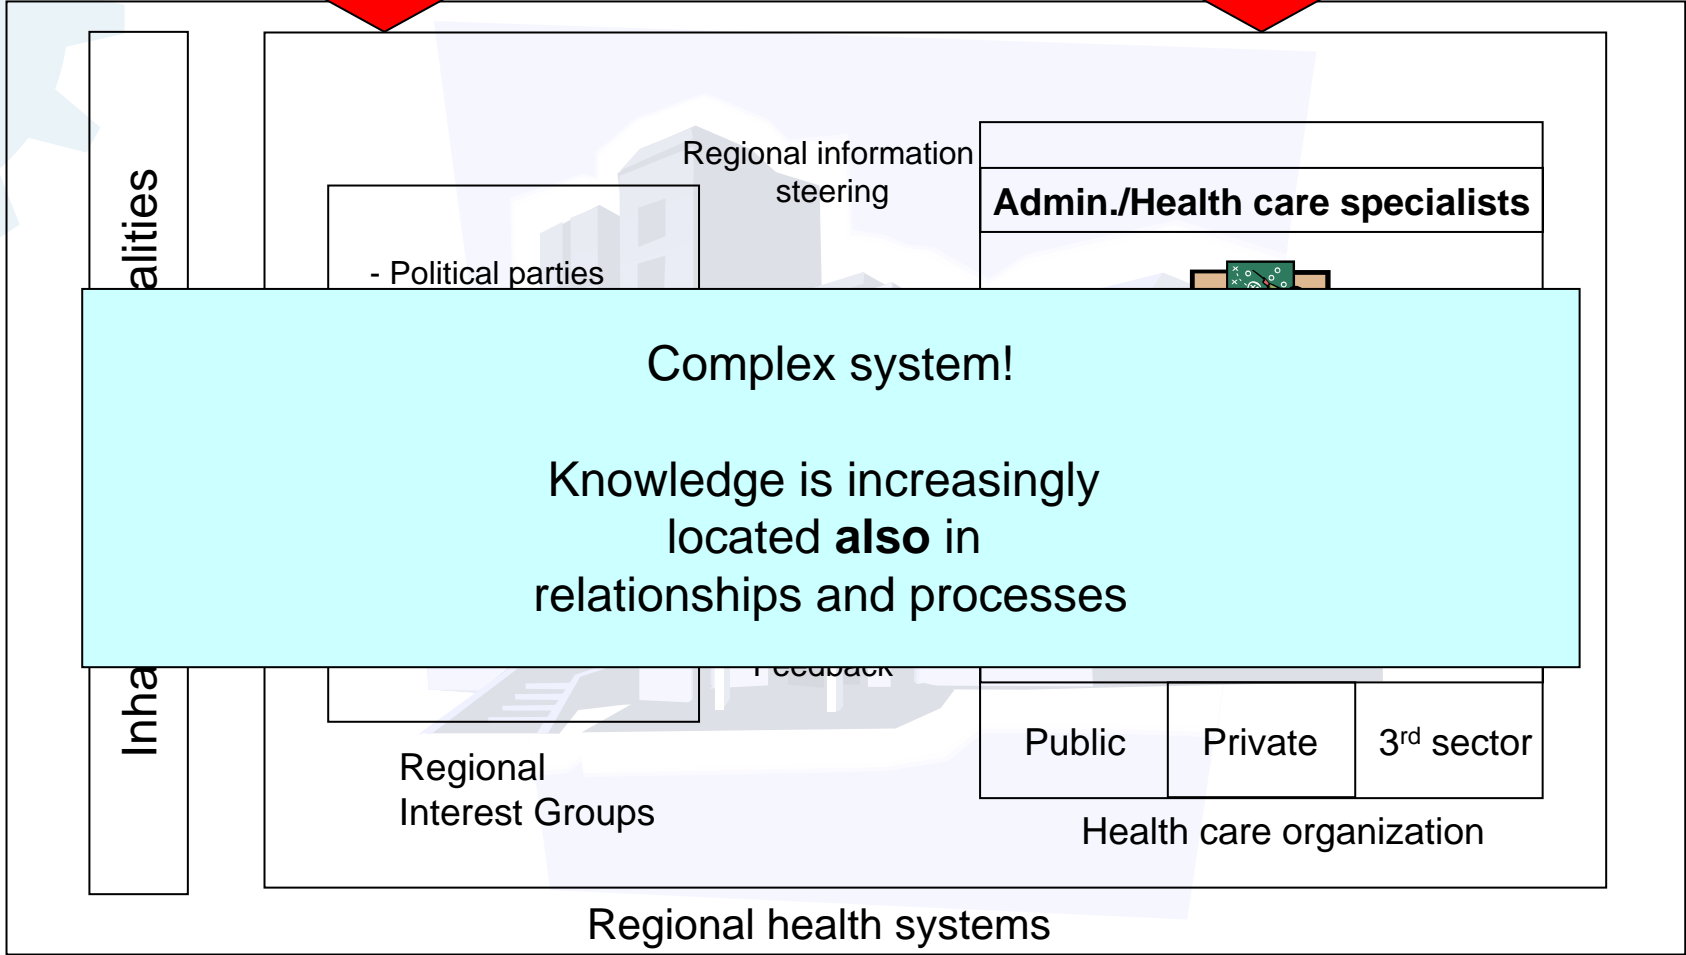 Regional information
steering
Admin./Health care specialists
- Political parties
Complex system!
Knowledge is increasingly
located also in
relationships and processes
Feedback
Public
Private
3rd sector
Regional
Interest Groups
Health care organization
Regional health systems